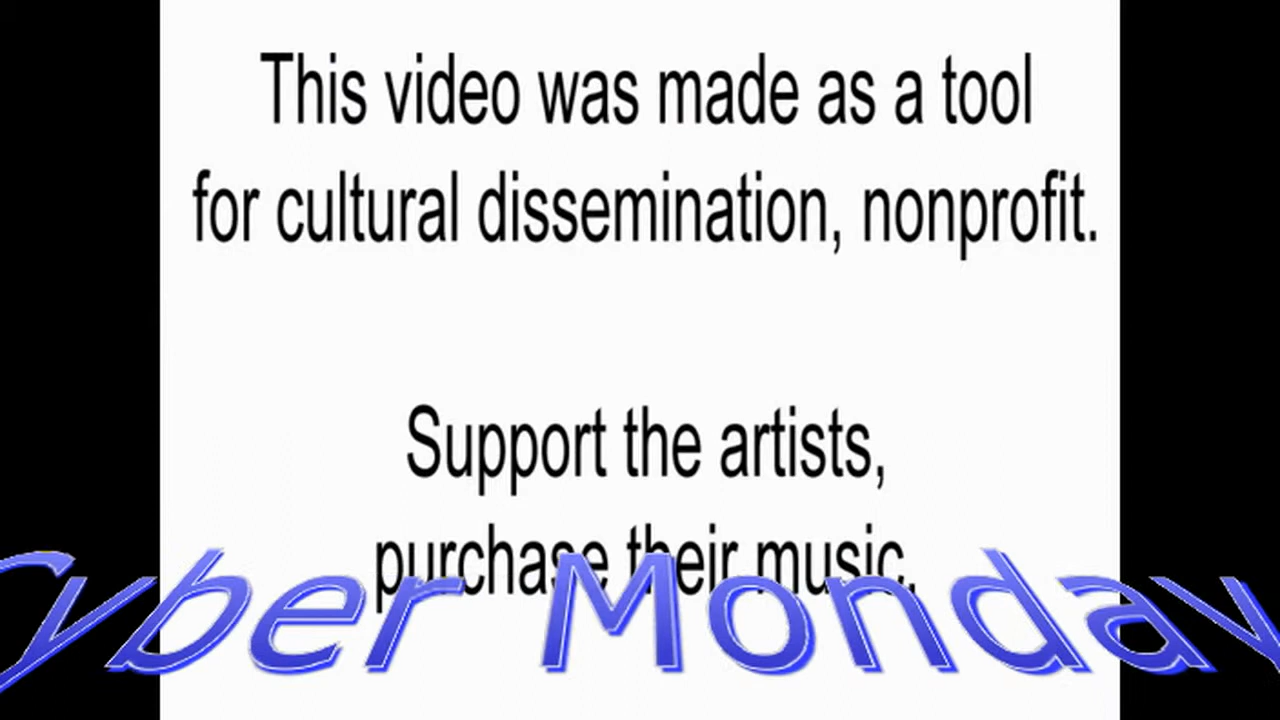 This video was made as a tool
for cultural dissemination, nonprofit.
Support the artists,
purchase their music.
Cyber Monday